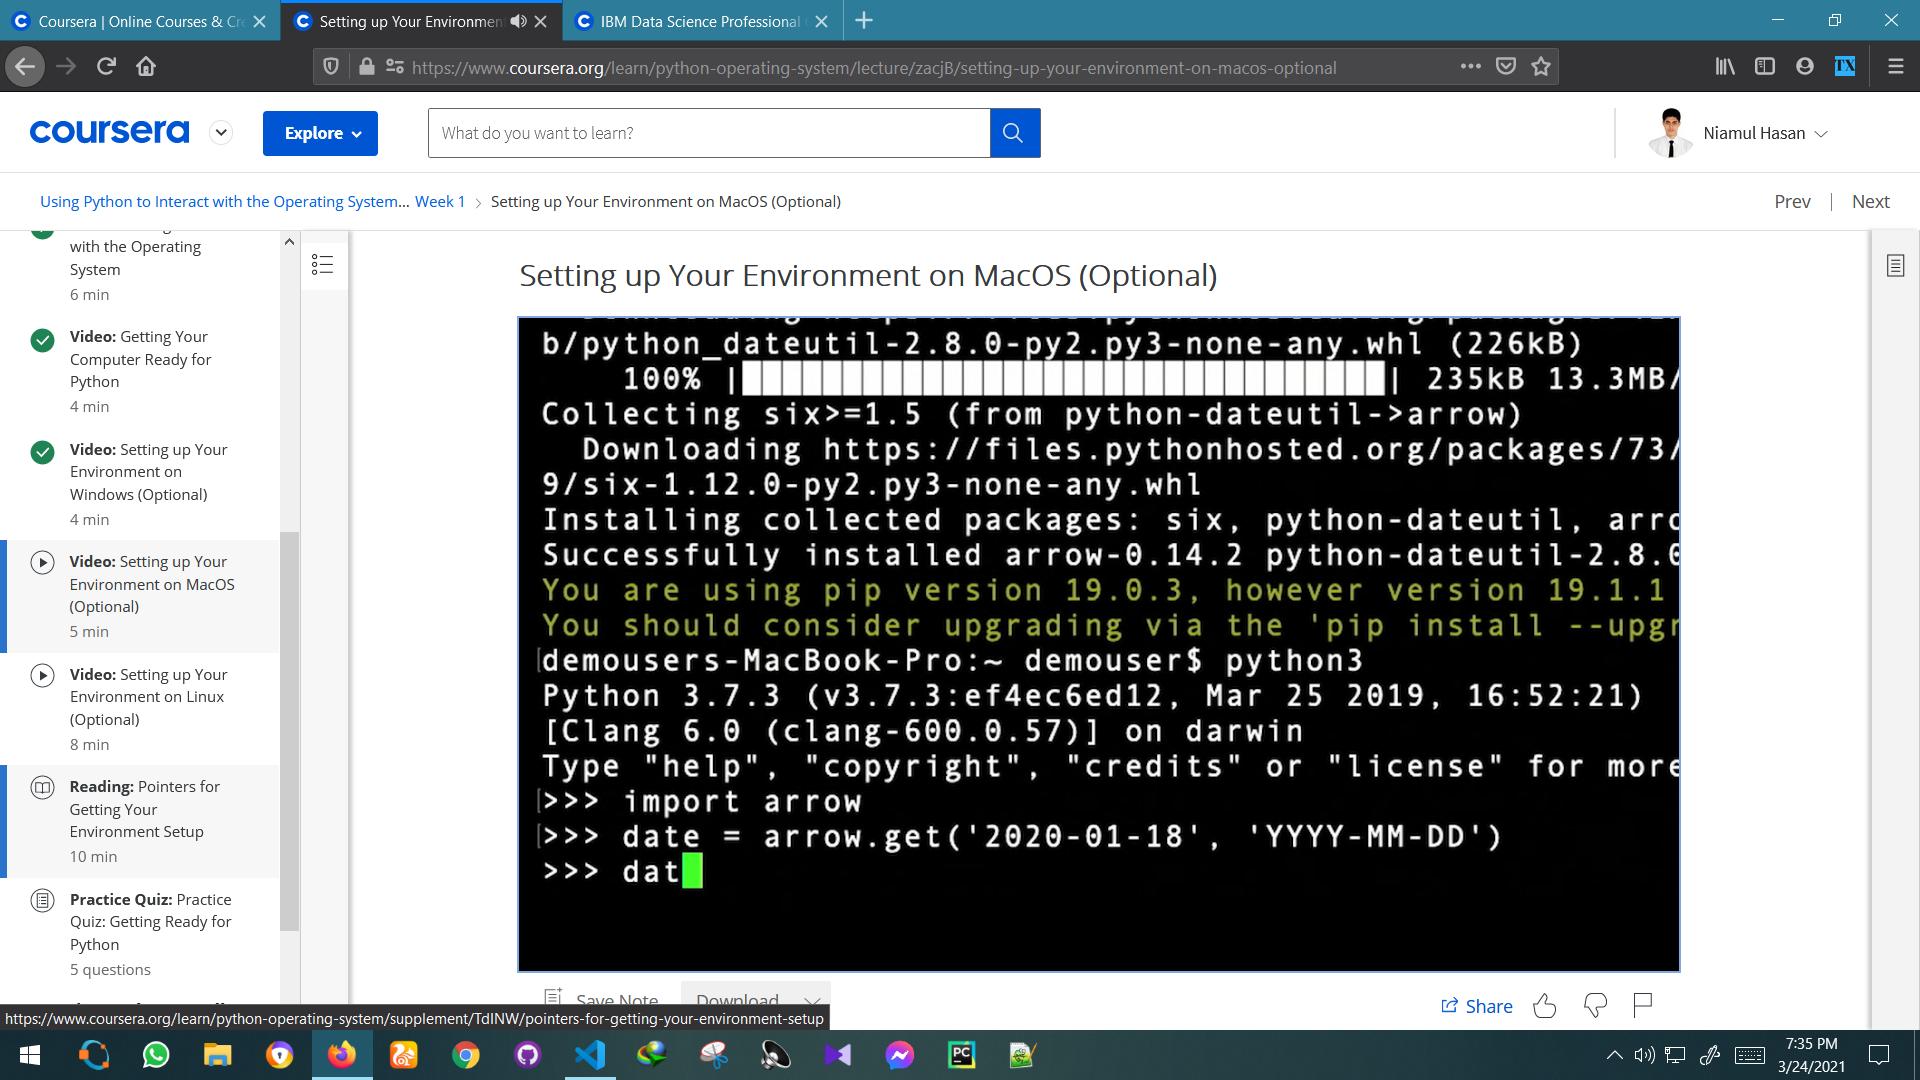 Coursera | Online Courses & Cr
Setting up Your Environmen
IBM Data Science Professional
https://www.coursera.org/learn/python-operating-system/lecture/zacjB/setting-up-your-environment-on-macos-optional
TX
coursera
Explore
What do you want to learn?
Niamul Hasan
Using Python to Interact with the Operating System... Week 1 > Setting up Your Environment on MacOS (Optional)
Prev | Next
with the Operating
System
6 min
Video: Getting Your
Computer Ready for
Python
4 min
Video: Setting up Your
Environment on
Windows (Optional)
4 min
Video: Setting up Your
Environment on MacOS
(Optional)
5 min
Video: Setting up Your
Environment on Linux
(Optional)
8 min
Reading: Pointers for
Getting Your
Environment Setup
10 min
Practice Quiz: Practice
Quiz: Getting Ready for
Python
5 questions
Setting up Your Environment on MacOS (Optional)
b/python_dateutil-2.8.0-py2.py3-none-any.whl (226kB)
100% | | 235kB 13.3MB/
Collecting six>=1.5 (from python-dateutil->arrow)
Downloading https://files.pythonhosted.org/packages/73/
9/six-1.12.0-py2.py3-none-any.whl
Installing collected packages: six, python-dateutil, arro
Successfully installed arrow-0.14.2 python-dateutil-2.8.0
You are using pip version 19.0.3, however version 19.1.1
You should consider upgrading via the 'pip install --upgr
[demousers-MacBook-Pro:~ demouser$ python3
Python 3.7.3 (v3.7.3:ef4ec6ed12, Mar 25 2019, 16:52:21)
[Clang 6.0 (clang-600.0.57)] on darwin
Type "help", "copyright", "credits" or "license" for more
[>>> import arrow
[>>> date = arrow.get('2020-01-18', 'YYYY-MM-DD')
>>> dat
Save Note
Download
Share
https://www.coursera.org/learn/python-operating-system/supplement/TdINW/pointers-for-getting-your-environment-setup
PC
7:35 PM
3/24/2021